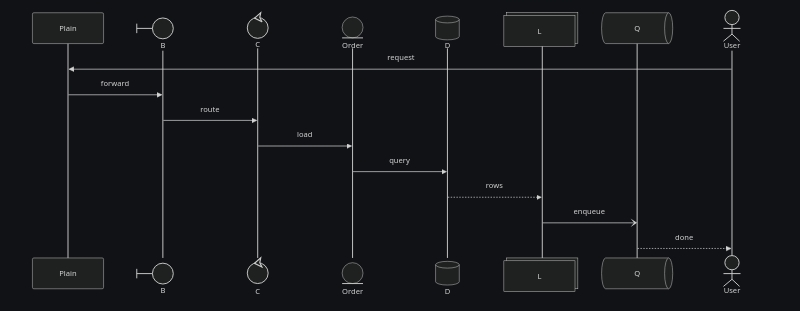 Plain
B
C
Order
D
L
Q
User
request
forward
route
load
query
rows
enqueue
done
Plain
B
C
Order
D
L
Q
User